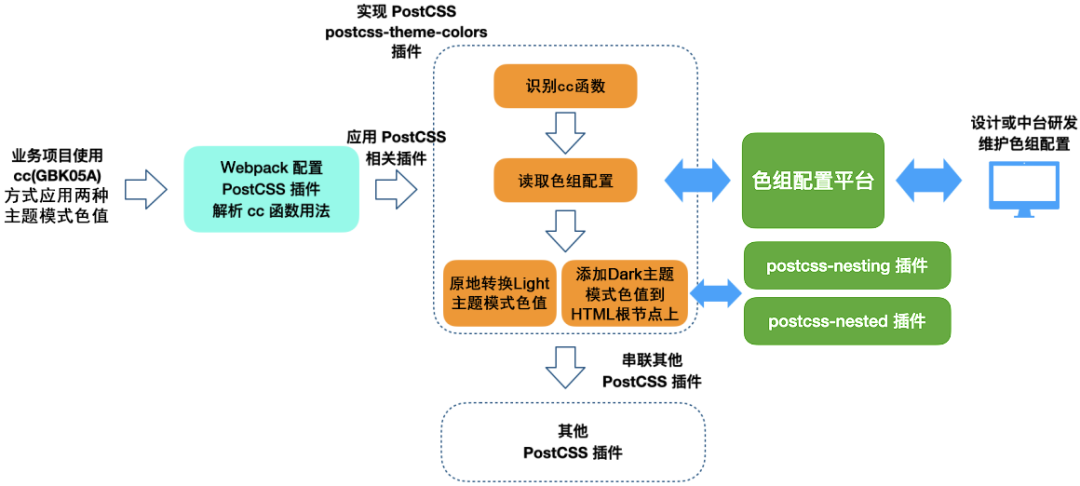 实现 PostCSS
postcss-theme-colors
插件
识别cc函数
业务项目使用
cc(GBK05A)
方式应用两种
主题模式色值
Webpack 配置
PostCSS 插件
解析 cc 函数用法
应用 PostCSS
相关插件
读取色组配置
色组配置平台
设计或中台研发
维护色组配置
原地转换Light
主题模式色值
添加Dark主题
模式色值到
HTML根节点上
postcss-nesting 插件
postcss-nested 插件
串联其他
PostCSS 插件
其他
PostCSS 插件